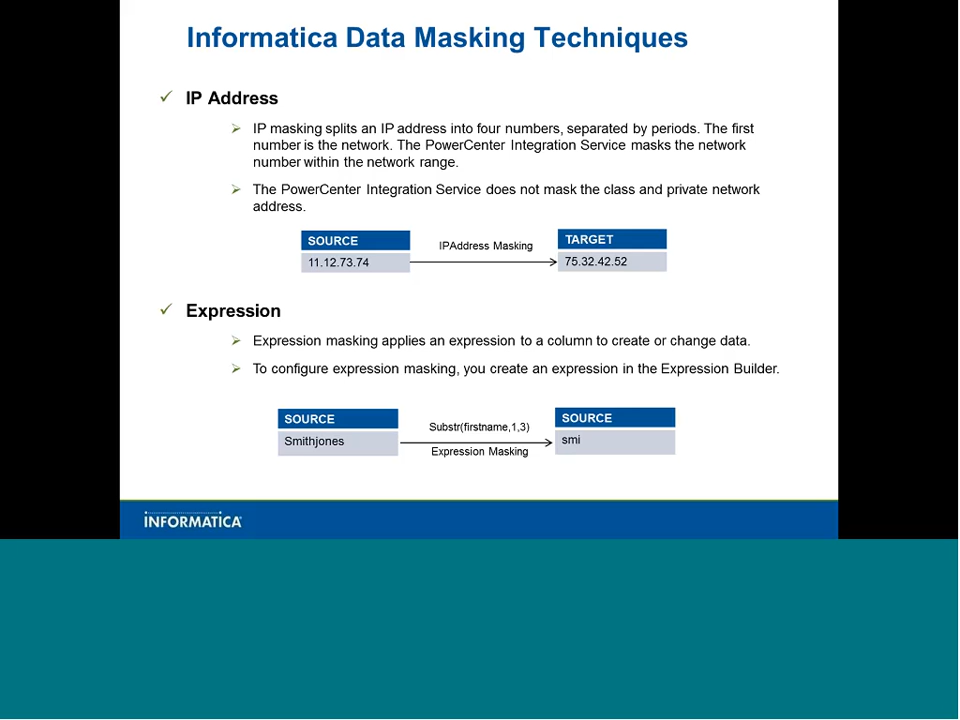 Informatica Data Masking Techniques
IP Address
IP masking splits an IP address into four numbers, separated by periods. The first
number is the network. The PowerCenter Integration Service masks the network
number within the network range.
The PowerCenter Integration Service does not mask the class and private network
address.
SOURCE
11.12.73.74
IPAddress Masking
TARGET
75.32.42.52
Expression
Expression masking applies an expression to a column to create or change data.
To configure expression masking, you create an expression in the Expression Builder.
SOURCE
Smithjones
Substr(firstname,1,3)
Expression Masking
SOURCE
smi
INFORMATICA